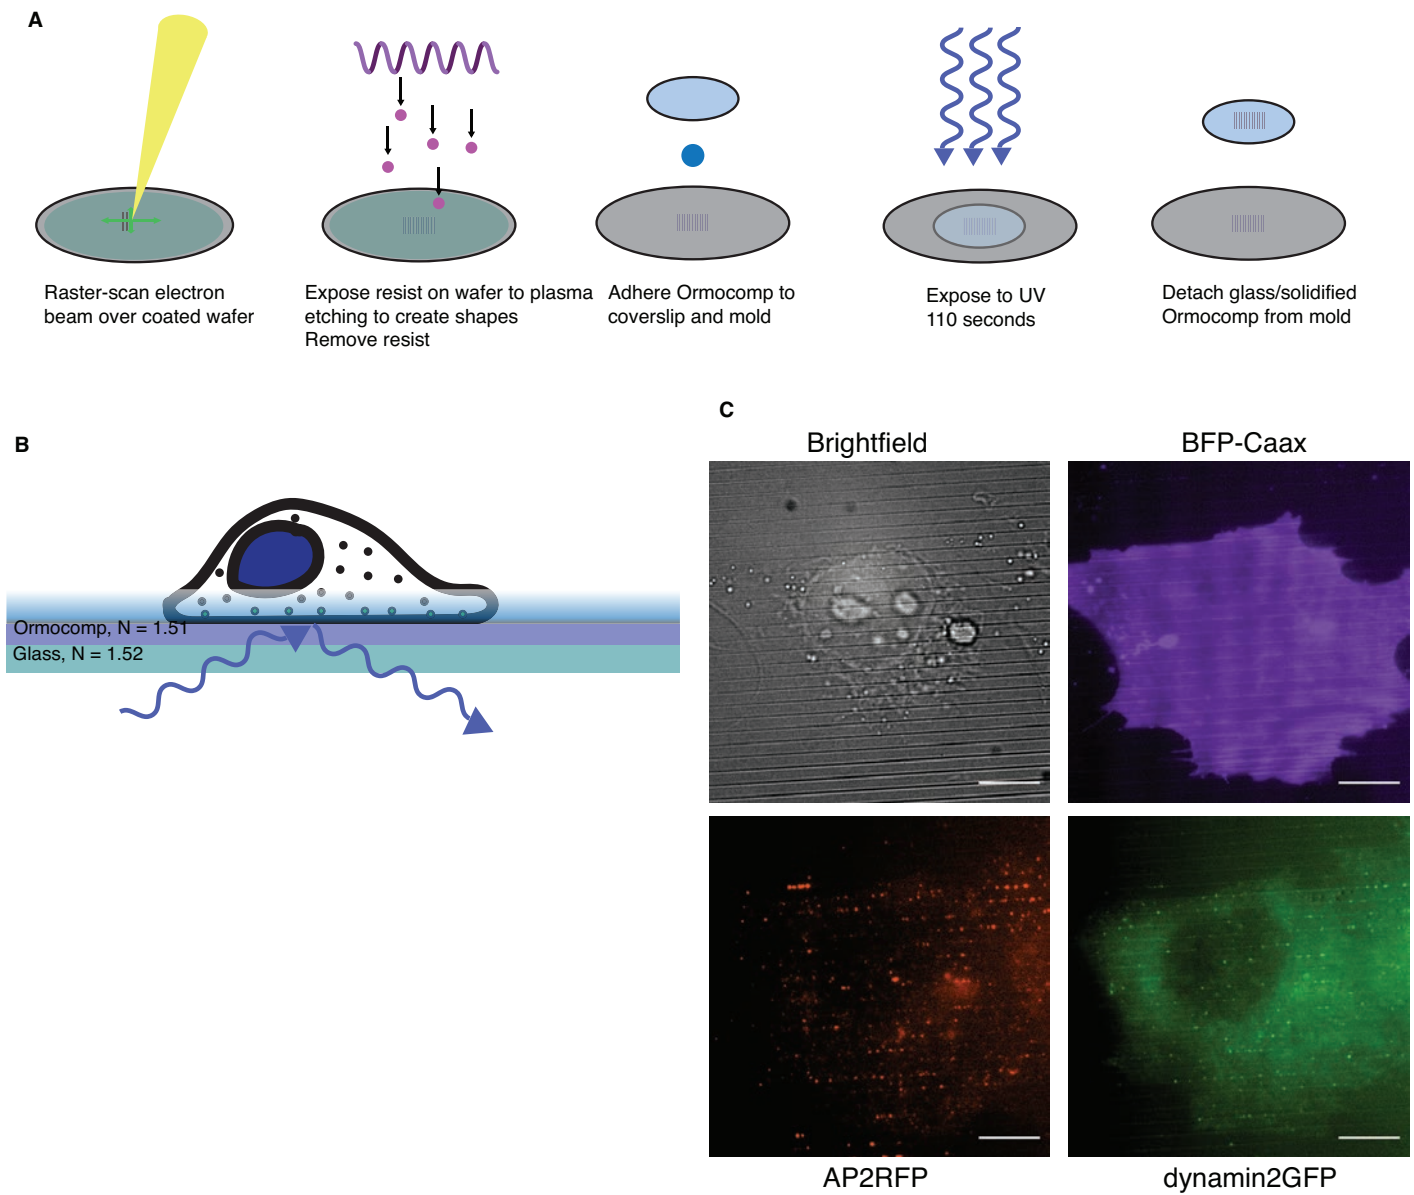 A
Raster-scan electron
beam over coated wafer
Expose resist on wafer to plasma
etching to create shapes
Remove resist
Adhere Ormocomp to
coverslip and mold
Expose to UV
110 seconds
Detach glass/solidified
Ormocomp from mold
B
Ormocomp, N = 1.51
Glass, N = 1.52
C
Brightfield
BFP-Caax
AP2RFP
dynamin2GFP